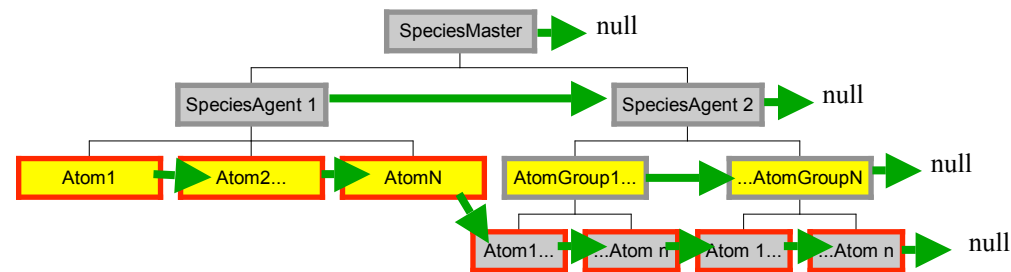 SpeciesMaster null
SpeciesAgent 1 SpeciesAgent 2 null
Atom1 Atom2... AtomN AtomGroup1... ...AtomGroupN null
Atom1... ...Atom n Atom 1... ...Atom n null